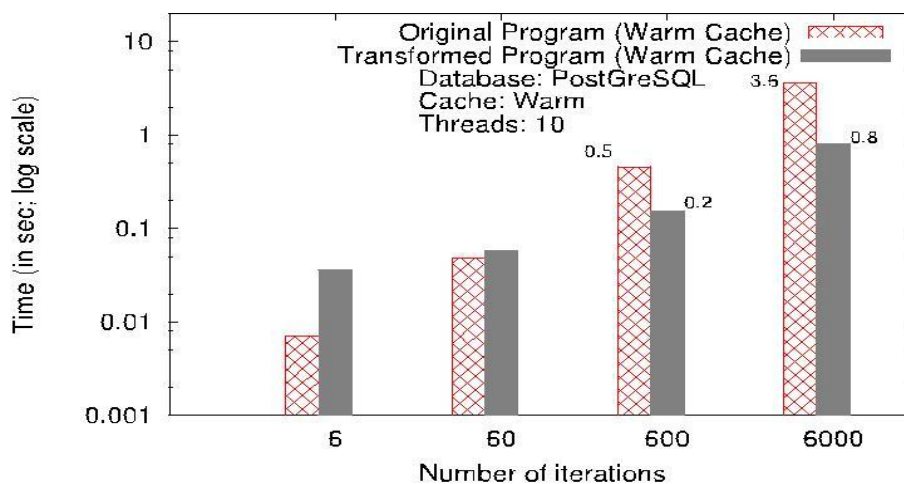 10
1
0.1
0.01
0.001
Time (in sec; log scale)
Original Program (Warm Cache)
Transformed Program (Warm Cache)
Database: PostGreSQL
Cache: Warm
Threads: 10
0.5
0.2
3.6
0.8
6
60
600
6000
Number of iterations